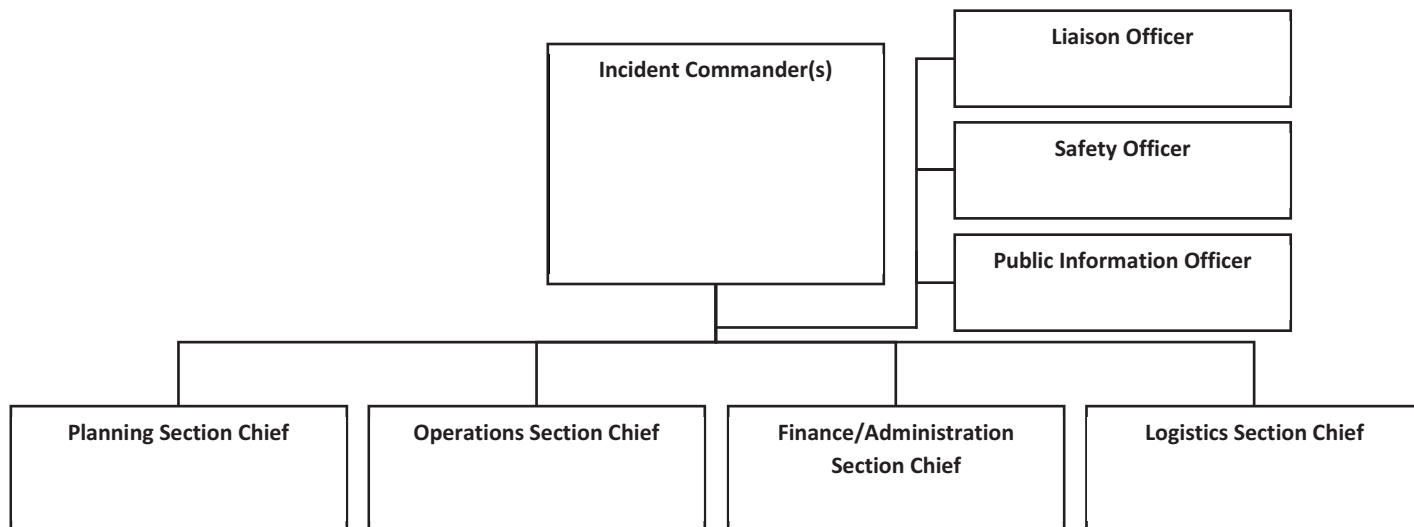 Incident Commander(s)
Liaison Officer
Safety Officer
Public Information Officer
Planning Section Chief
Operations Section Chief
Finance/Administration
Section Chief
Logistics Section Chief